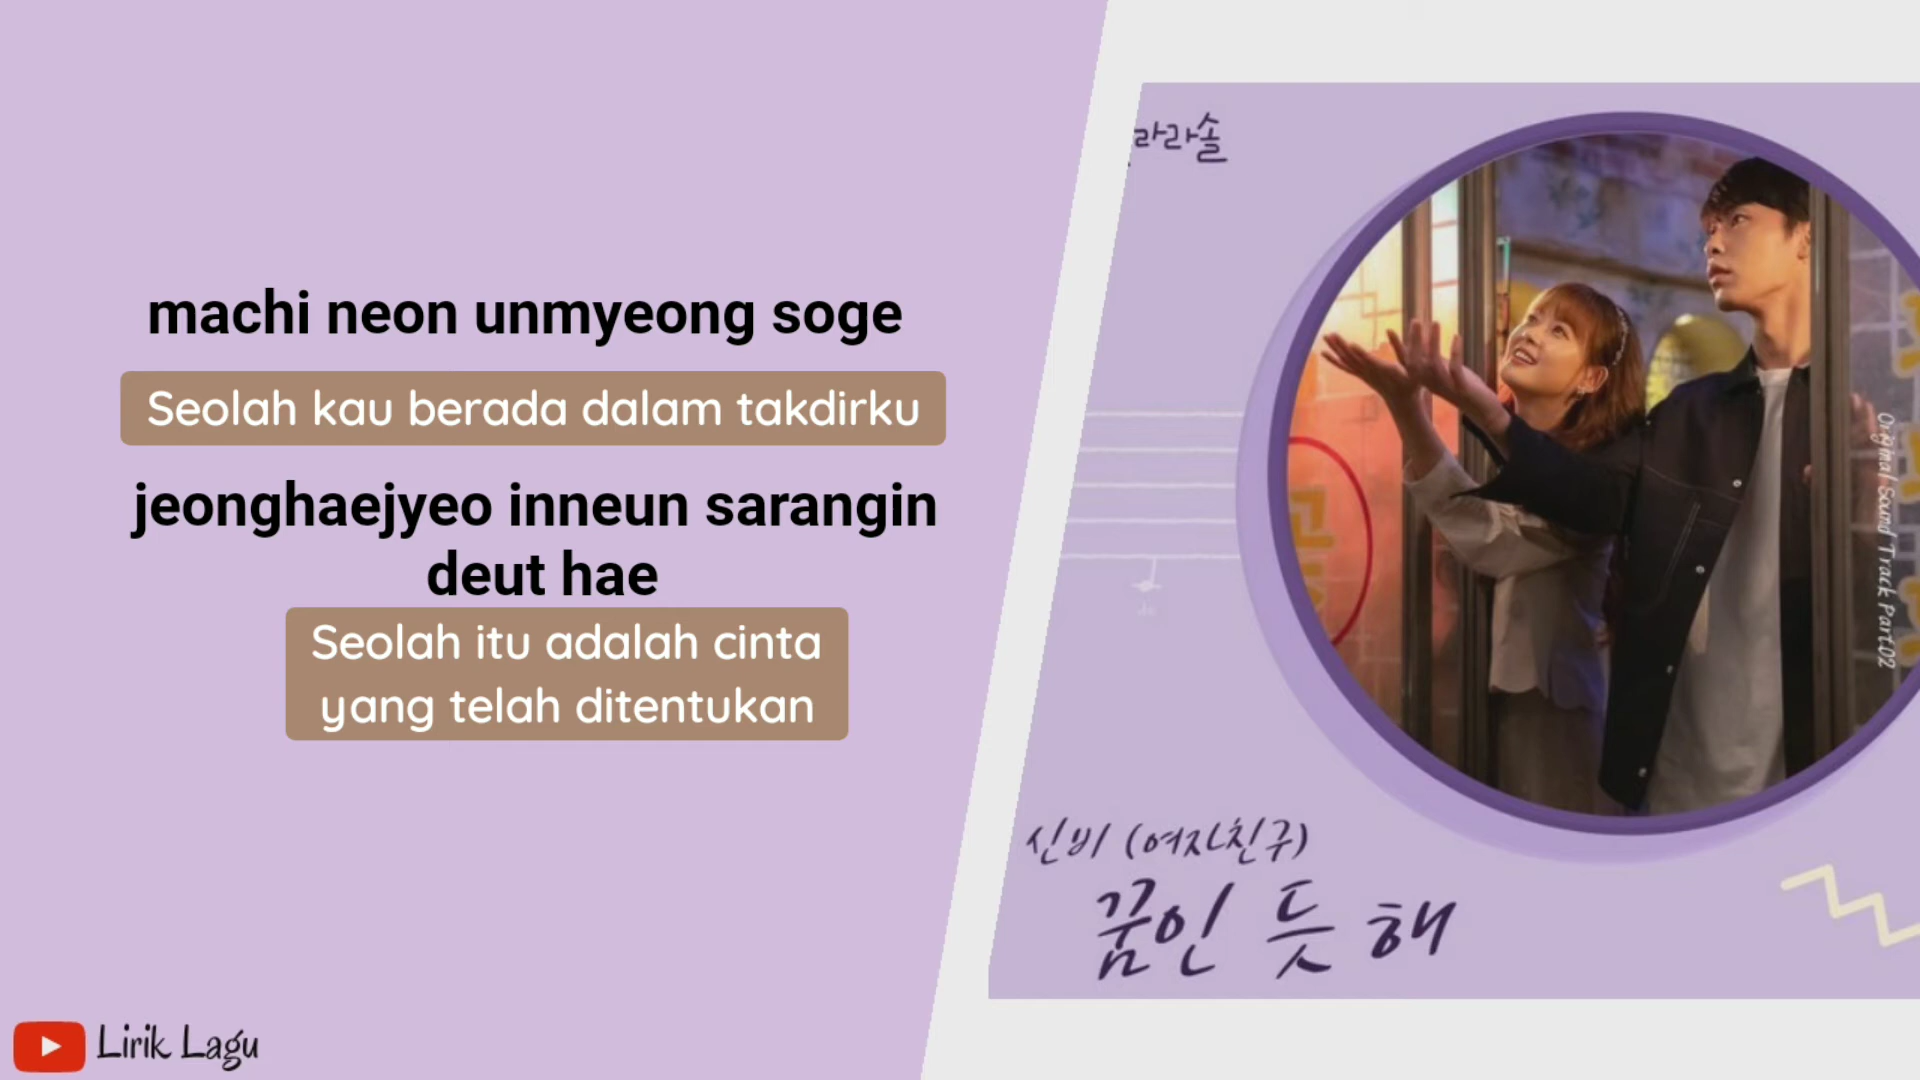 machi neon unmyeong soge
Seolah kau berada dalam takdirku
jeonghaejyeo inneun sarangin
deut hae
Seolah itu adalah cinta
yang telah ditentukan
라라솔
Original Sound Track Part.02
신비 (여자친구)
꿈인 듯 해
Lirik Lagu